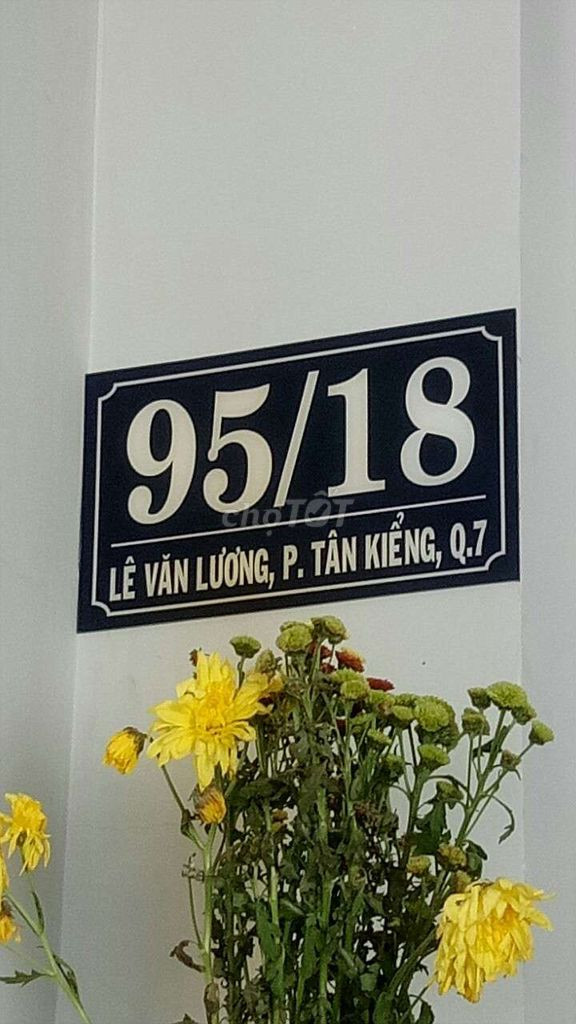 95/18
chợTỐT
LÊ VĂN LƯƠNG, P. TÂN KIỂNG, Q.7